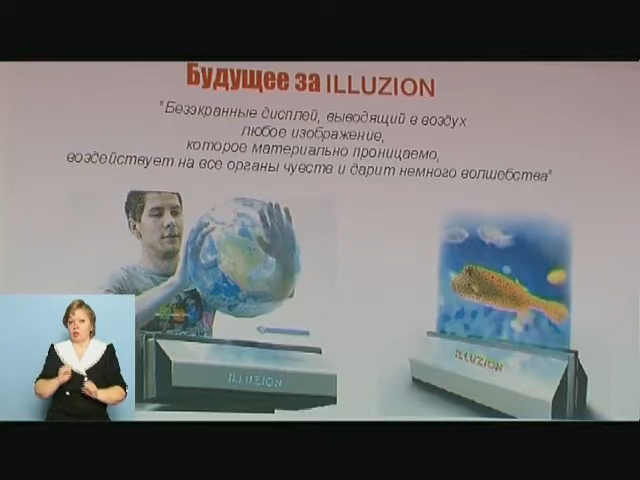 Будущее за ILLUZION
"Безэкранные дисплей, выводящий в воздух
любое изображение,
которое материально проницаемо,
воздействует на все органы чувств и дарит немного волшебства"
ILLUZION
ILLUZION